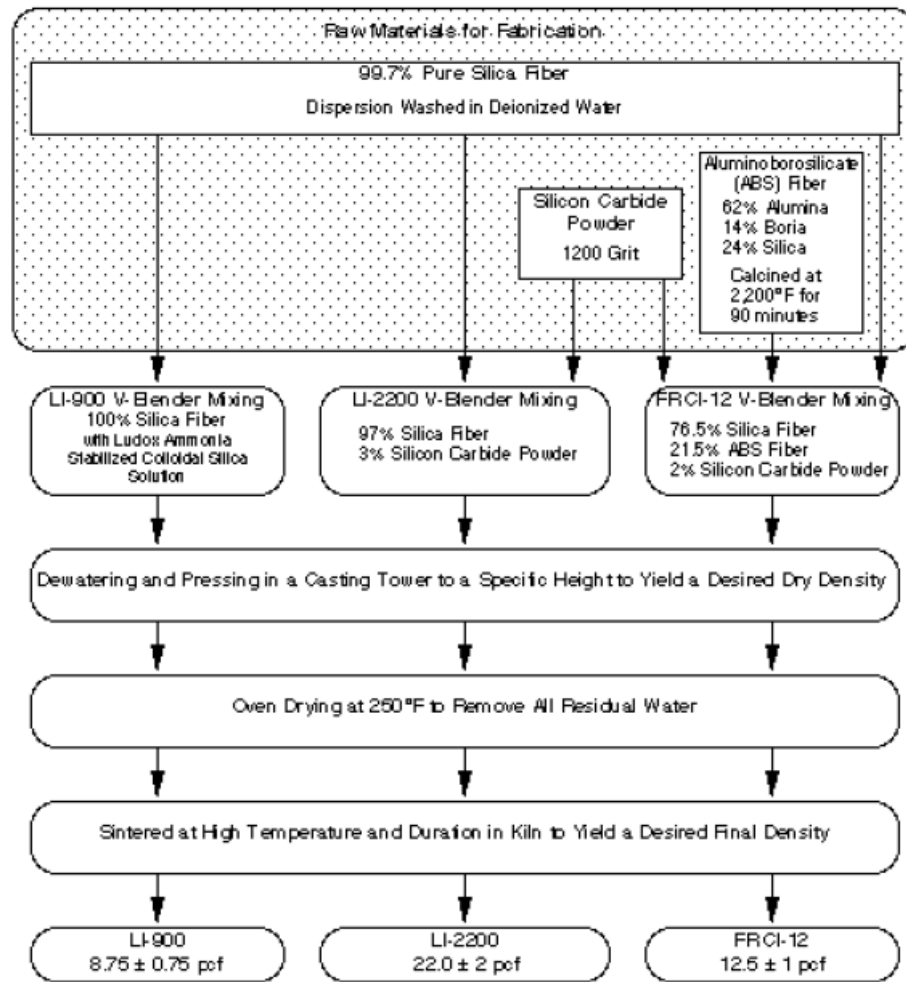 Raw Materials for Fabrication
99.7% Pure Silica Fiber
Dispersion Washed in Deionized Water
Silicon Carbide
Powder
1200 Grit
Aluminoborosilicate
(ABS) Fiber
62% Alumina
14% Boria
24% Silica
Calcined at
2,200°F for
90 minutes
LI-900 V-Blender Mixing
100% Silica Fiber
with Ludox Ammonia
Stabilized Colloidal Silica
Solution
LI-2200 V-Blender Mixing
97% Silica Fiber
3% Silicon Carbide Powder
FRCI-12 V-Blender Mixing
76.5% Silica Fiber
21.5% ABS Fiber
2% Silicon Carbide Powder
Dewatering and Pressing in a Casting Tower to a Specific Height to Yield a Desired Dry Density
Oven Drying at 250°F to Remove All Residual Water
Sintered at High Temperature and Duration in Kiln to Yield a Desired Final Density
LI-900
8.75 ± 0.75 pcf
LI-2200
22.0 ± 2 pcf
FRCI-12
12.5 ± 1 pcf